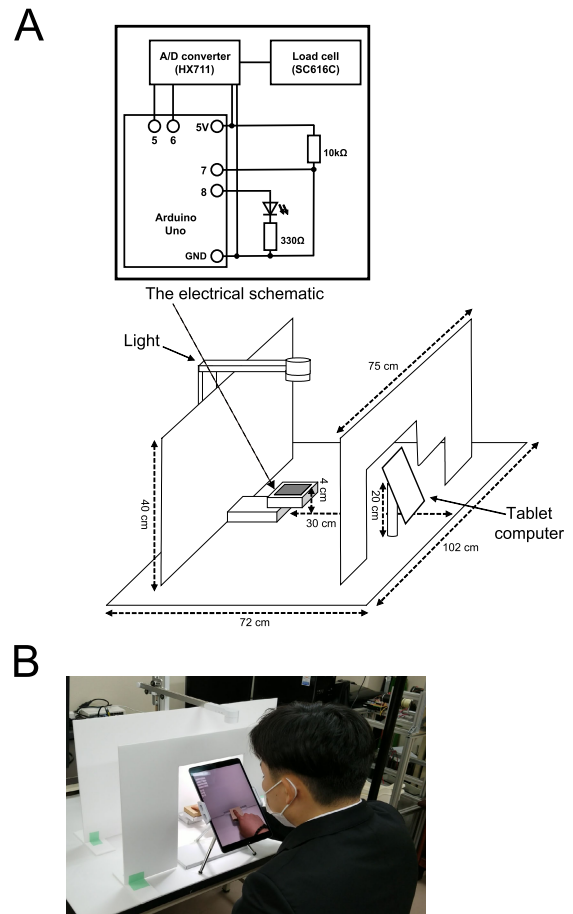 A
A/D converter
(HX711)
Load cell
(SC616C)
5
6
5V
10kΩ
7
8
Arduino
Uno
330Ω
GND
The electrical schematic
Light
75 cm
40 cm
4 cm
30 cm
20 cm
Tablet
computer
102 cm
72 cm
B